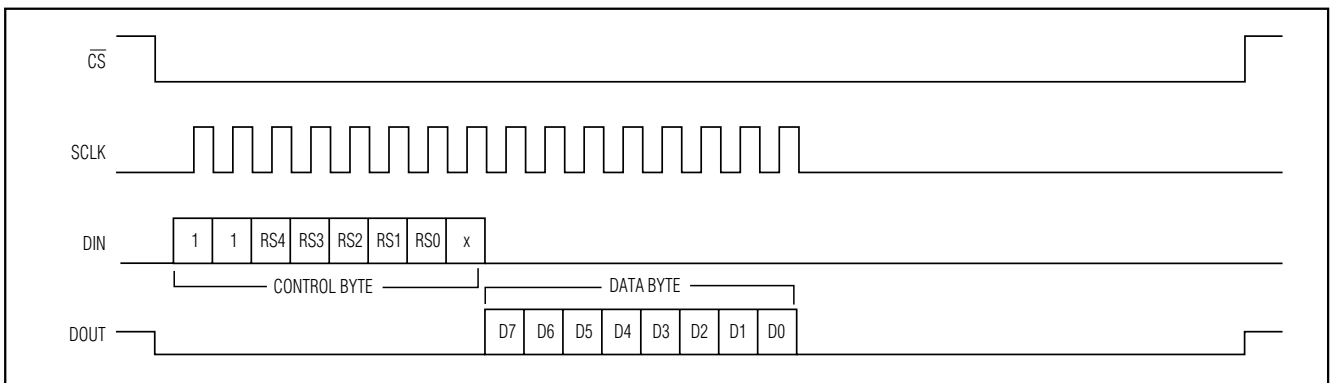 C̅S̅
SCLK
DIN
1 1 RS4 RS3 RS2 RS1 RS0 x
CONTROL BYTE
DATA BYTE
DOUT
D7 D6 D5 D4 D3 D2 D1 D0